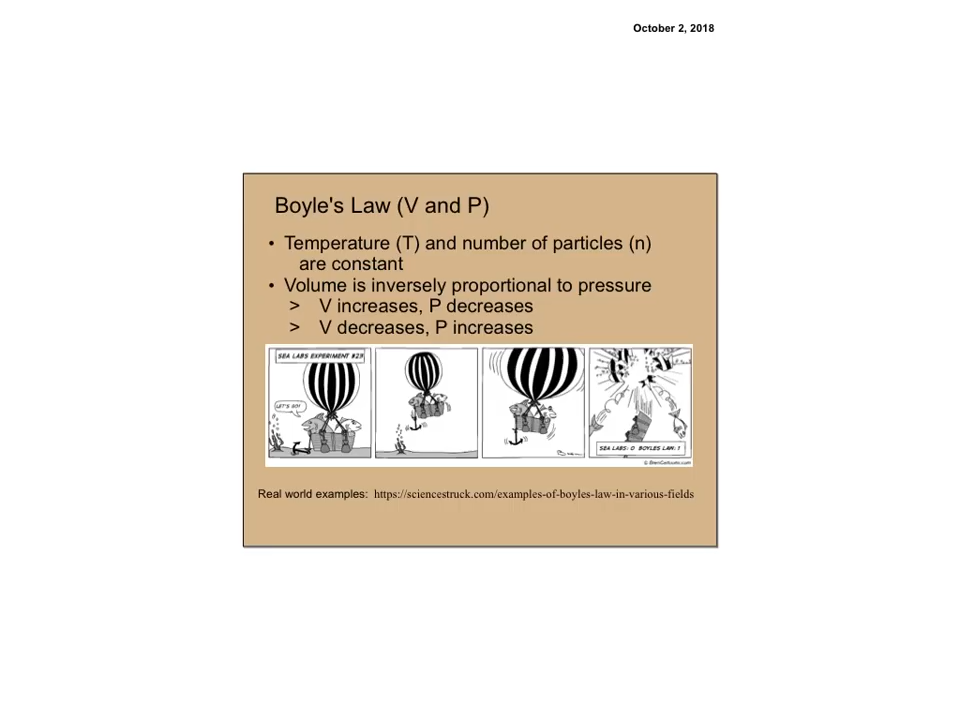 October 2, 2018
Boyle's Law (V and P)
• Temperature (T) and number of particles (n)
are constant
• Volume is inversely proportional to pressure
> V increases, P decreases
> V decreases, P increases
SEA LABS EXPERIMENT #23
LET'S GO!
SEA LABS: 0 BOYLES LAW: 1
© BrenCartoons.com
Real world examples: https://sciencestruck.com/examples-of-boyles-law-in-various-fields